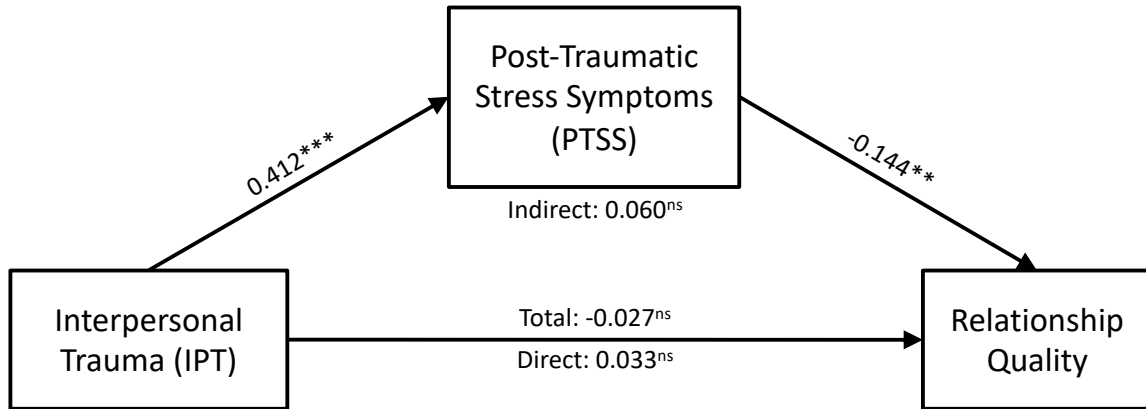 Post-Traumatic
Stress Symptoms
(PTSS)
0.412***
-0.144**
Indirect: 0.060ns
Interpersonal
Trauma (IPT)
Total: -0.027ns
Direct: 0.033ns
Relationship
Quality